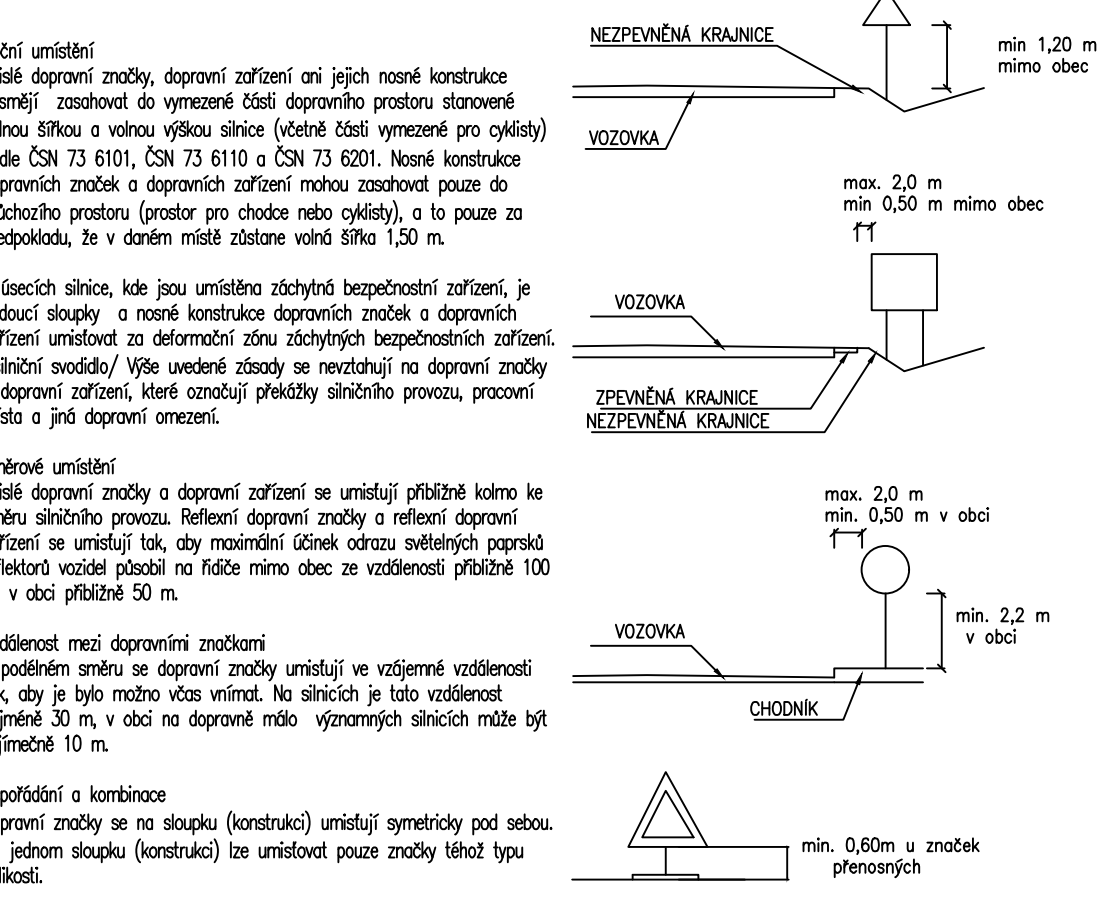 ční umístění
islé dopravní značky, dopravní zařízení ani jejich nosné konstrukce
smějí zasahovat do vymezené části dopravního prostoru stanovené
lnou šířkou a volnou výškou silnice (včetně části vymezené pro cyklisty)
dle ČSN 73 6101, ČSN 73 6110 a ČSN 73 6201. Nosné konstrukce
pravních značek a dopravních zařízení mohou zasahovat pouze do
ůchozího prostoru (prostor pro chodce nebo cyklisty), a to pouze za
edpokladu, že v daném místě zůstane volná šířka 1,50 m.
úsecích silnice, kde jsou umístěna záchytná bezpečnostní zařízení, je
doucí sloupky a nosné konstrukce dopravních značek a dopravních
řízení umisťovat za deformační zónu záchytných bezpečnostních zařízení.
ilniční svodidlo/ Výše uvedené zásady se nevztahují na dopravní značky
dopravní zařízení, které označují překážky silničního provozu, pracovní
ísta a jiná dopravní omezení.
měrové umístění
islé dopravní značky a dopravní zařízení se umisťují přibližně kolmo ke
ěru silničního provozu. Reflexní dopravní značky a reflexní dopravní
řízení se umisťují tak, aby maximální účinek odrazu světelných paprsků
flektorů vozidel působil na řidiče mimo obec ze vzdálenosti přibližně 100
v obci přibližně 50 m.
dálenost mezi dopravními značkami
podélném směru se dopravní značky umisťují ve vzájemné vzdálenosti
k, aby je bylo možno včas vnímat. Na silnicích je tato vzdálenost
jméně 30 m, v obci na dopravně málo významných silnicích může být
jímečně 10 m.
pořádání a kombinace
pravní značky se na sloupku (konstrukci) umisťují symetricky pod sebou.
jednom sloupku (konstrukci) lze umisťovat pouze značky téhož typu
likosti.
NEZPEVNĚNÁ KRAJNICE
min 1,20 m
mimo obec
VOZOVKA
max. 2,0 m
min 0,50 m mimo obec
VOZOVKA
ZPEVNĚNÁ KRAJNICE
NEZPEVNĚNÁ KRAJNICE
max. 2,0 m
min. 0,50 m v obci
min. 2,2 m
v obci
VOZOVKA
CHODNÍK
min. 0,60m u značek
přenosných